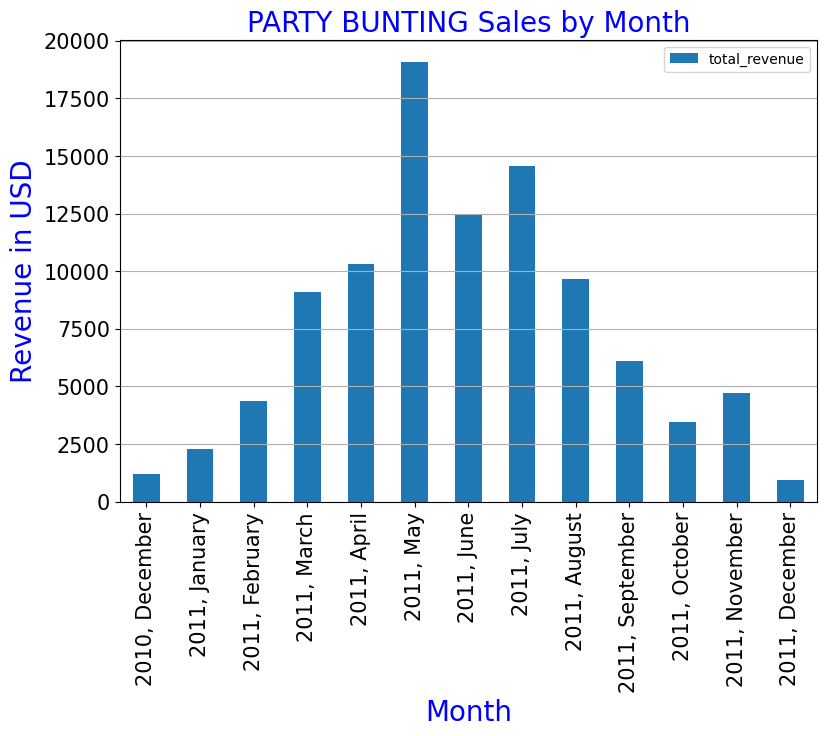 PARTY BUNTING Sales by Month
total_revenue
Revenue in USD
20000
17500
15000
12500
10000
7500
5000
2500
0
2010, December
2011, January
2011, February
2011, March
2011, April
2011, May
2011, June
2011, July
2011, August
2011, September
2011, October
2011, November
2011, December
Month